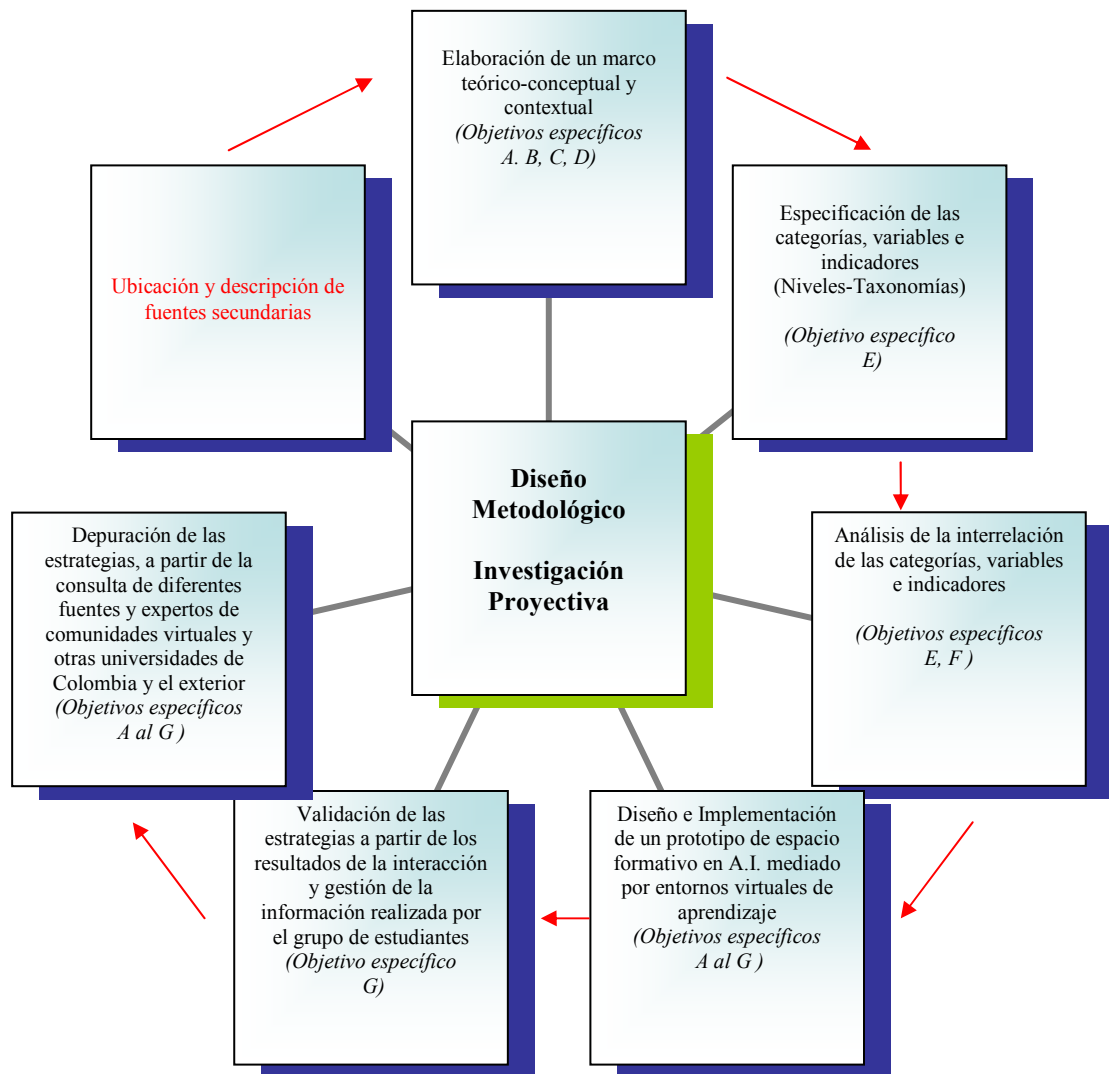 Elaboración de un marco
teórico-conceptual y
contextual
(Objetivos específicos
A. B, C, D)
Ubicación y descripción de
fuentes secundarias
Especificación de las
categorías, variables e
indicadores
(Niveles-Taxonomías)
(Objetivo específico
E)
Diseño
Metodológico
Investigación
Proyectiva
Depuración de las
estrategias, a partir de la
consulta de diferentes
fuentes y expertos de
comunidades virtuales y
otras universidades de
Colombia y el exterior
(Objetivos específicos
A al G )
Análisis de la interrelación
de las categorías, variables
e indicadores
(Objetivos específicos
E, F )
Validación de las
estrategias a partir de los
resultados de la interacción
y gestión de la
información realizada por
el grupo de estudiantes
(Objetivo específico
G)
Diseño e Implementación
de un prototipo de espacio
formativo en A.I. mediado
por entornos virtuales de
aprendizaje
(Objetivos específicos
A al G )